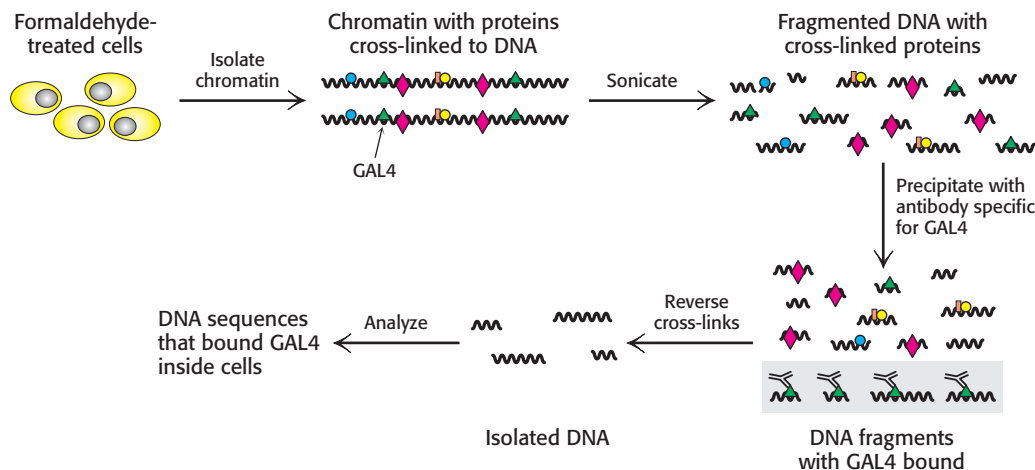 Formaldehyde-
treated cells
Isolate
chromatin
Chromatin with proteins
cross-linked to DNA
GAL4
Sonicate
Fragmented DNA with
cross-linked proteins
Precipitate with
antibody specific
for GAL4
DNA fragments
with GAL4 bound
Reverse
cross-links
Isolated DNA
Analyze
DNA sequences
that bound GAL4
inside cells